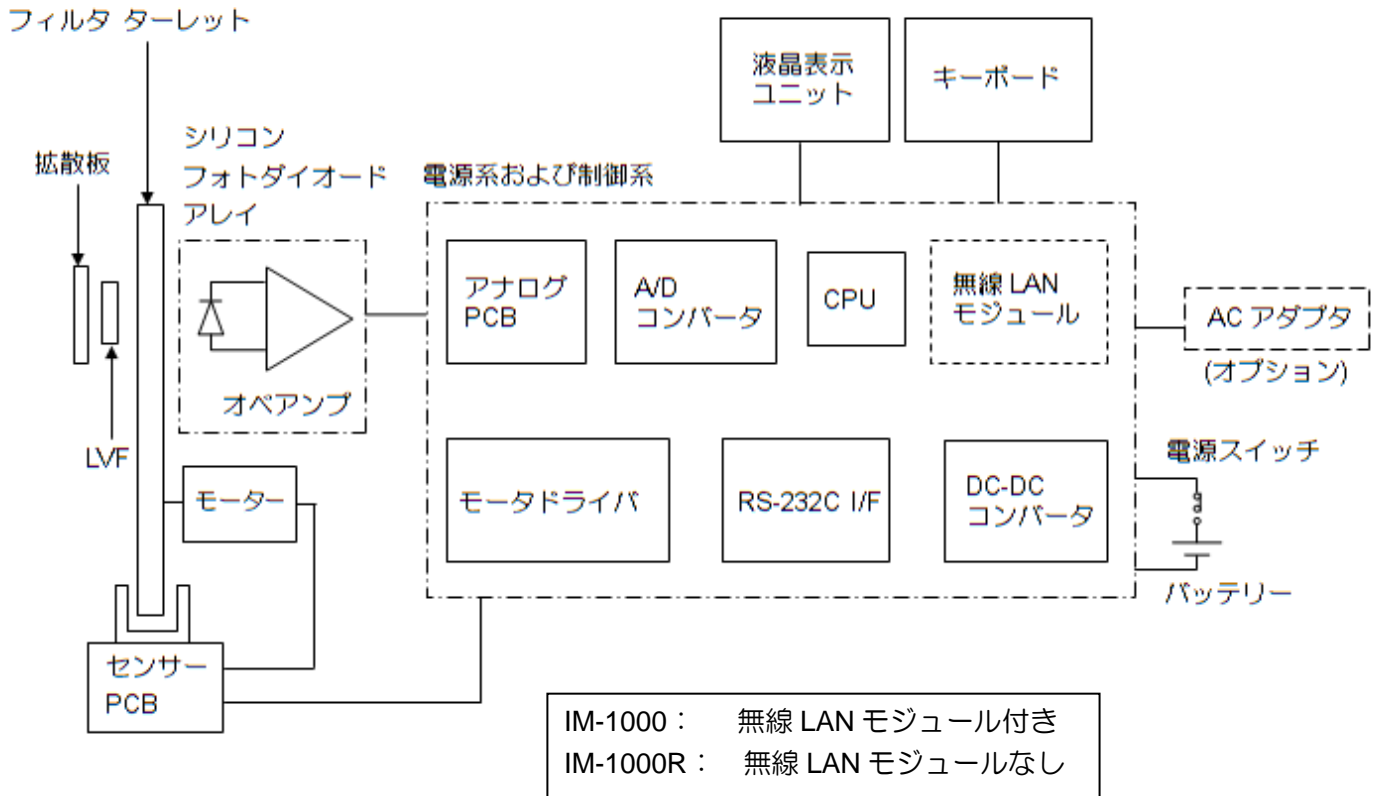 フィルタ ターレット
拡散板
シリコン
フォトダイオード
アレイ
電源系および制御系
液晶表示
ユニット
キーボード
アナログ
PCB
A/D
コンバータ
CPU
無線 LAN
モジュール
AC アダプタ
(オプション)
オペアンプ
LVF
モーター
モータドライバ
RS-232C I/F
DC-DC
コンバータ
電源スイッチ
バッテリー
センサー
PCB
IM-1000： 無線 LAN モジュール付き
IM-1000R： 無線 LAN モジュールなし